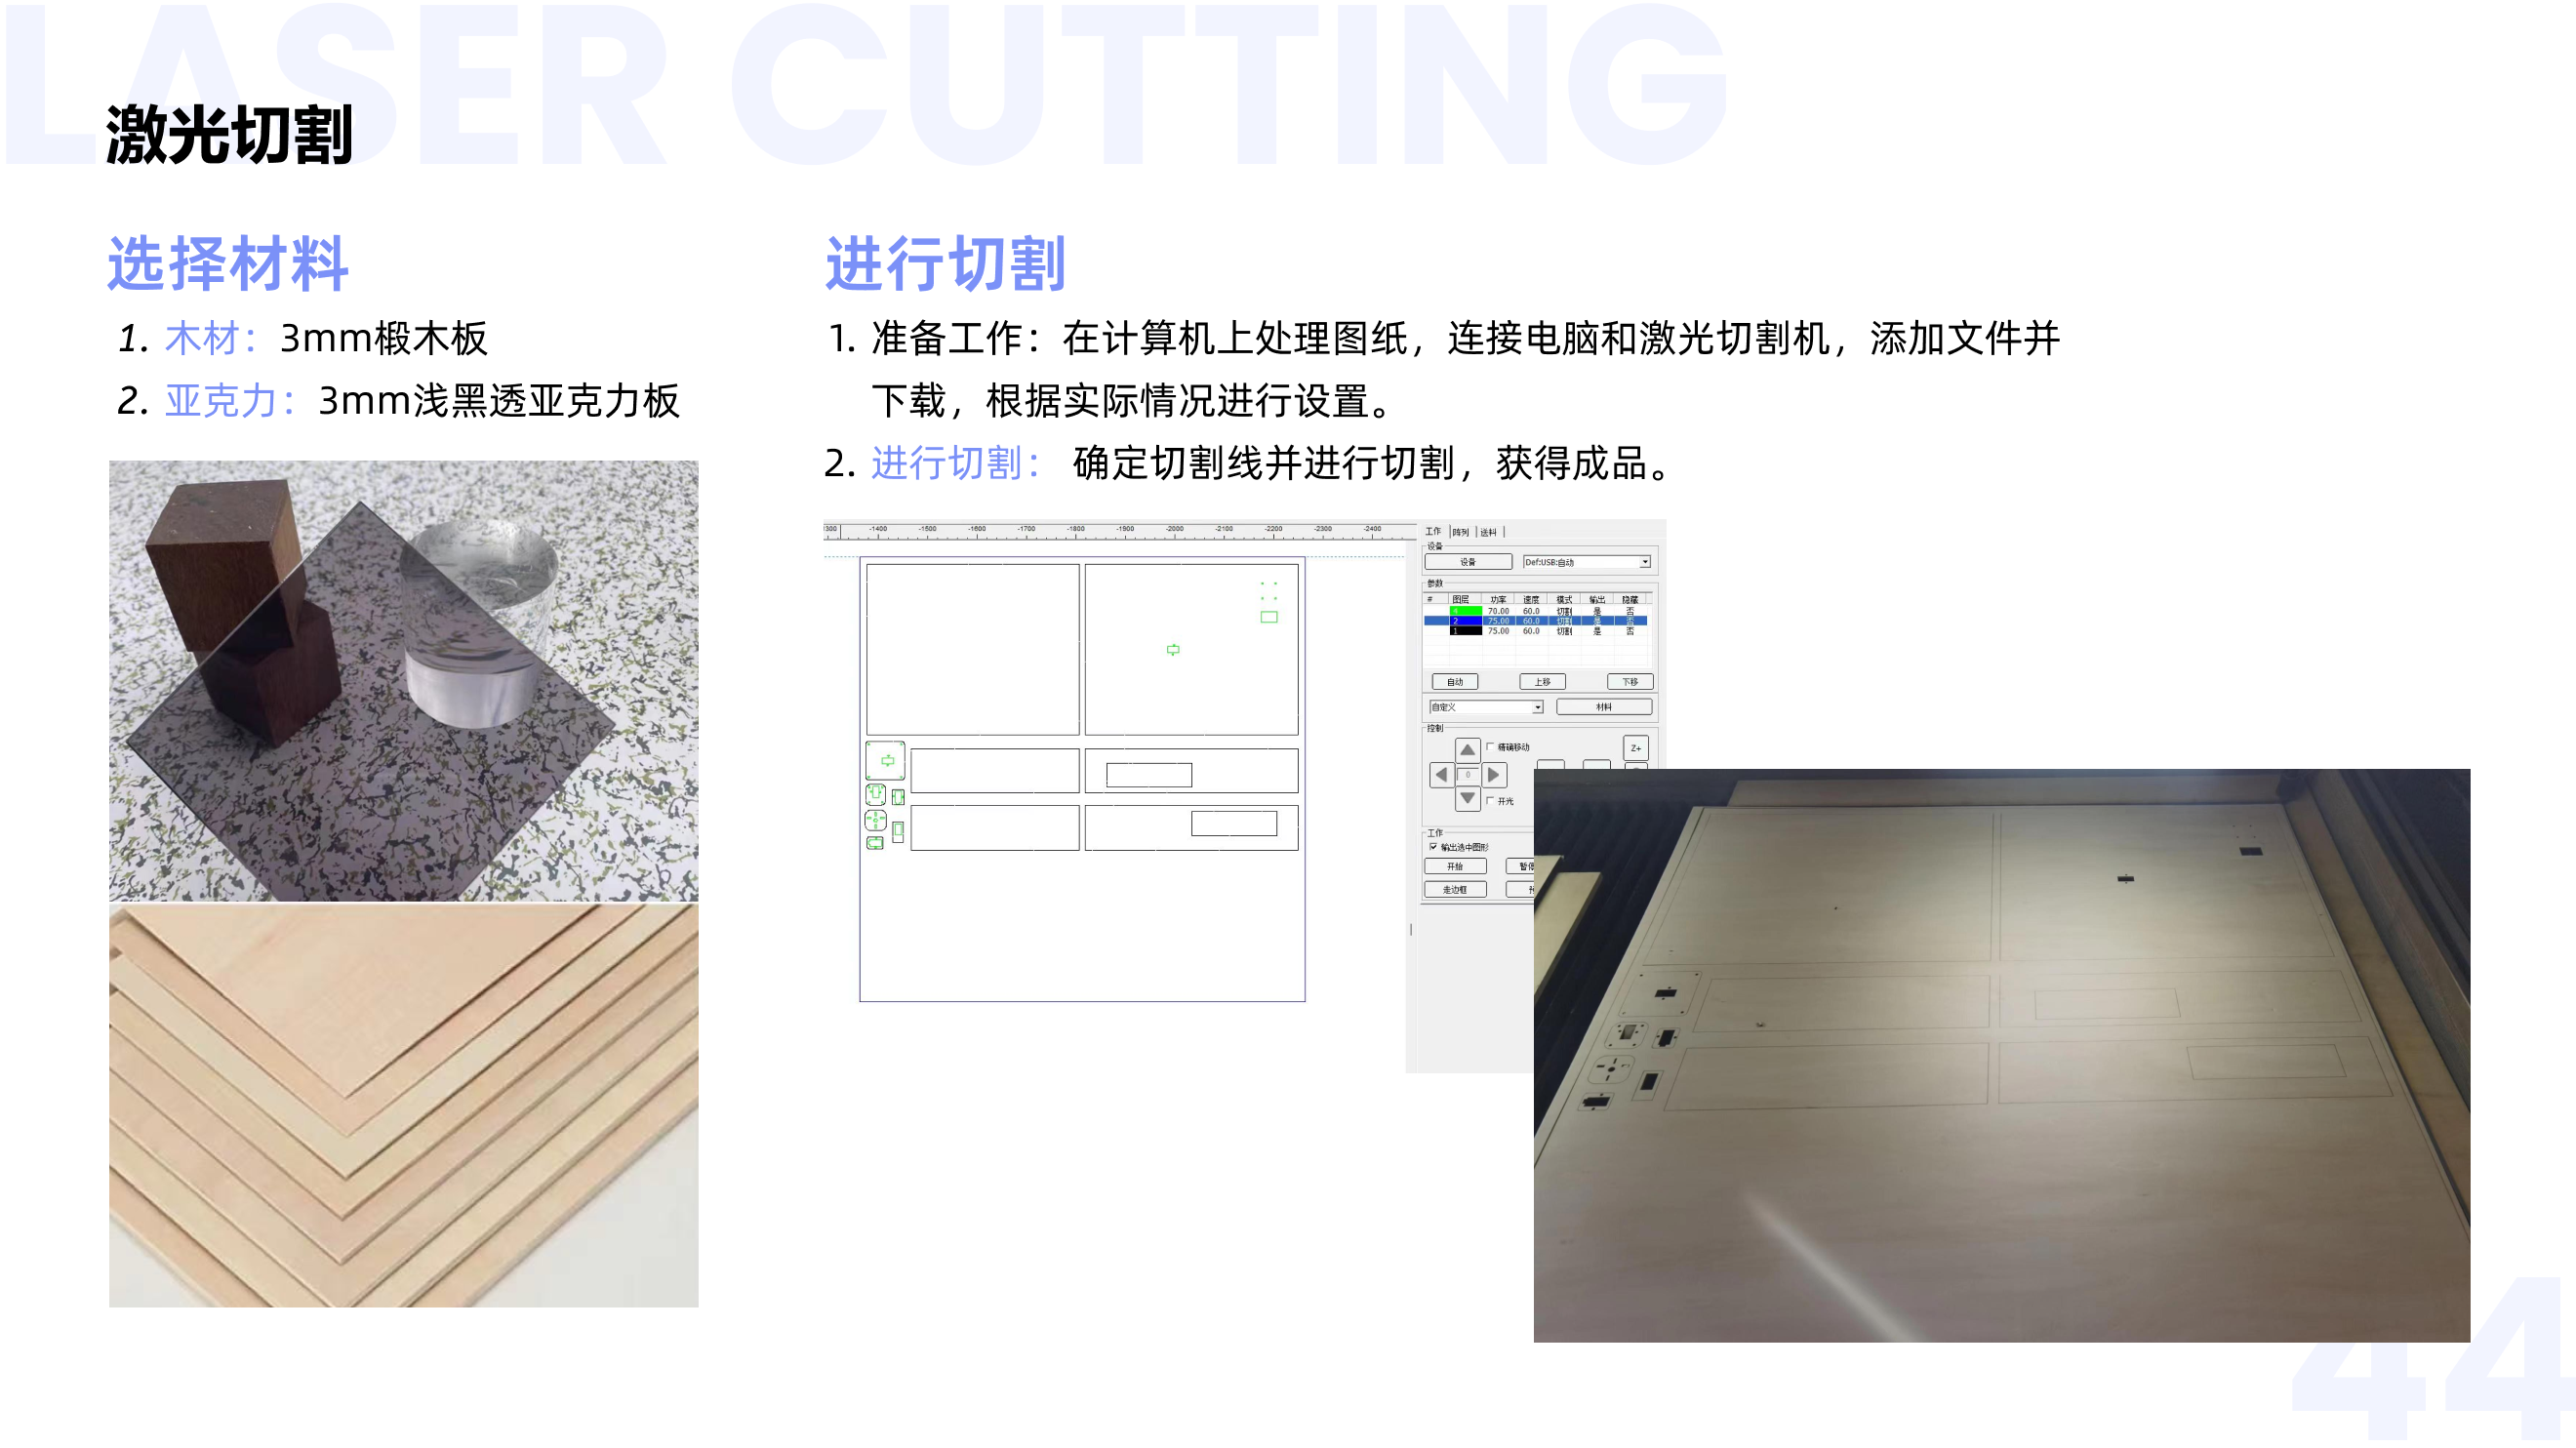 LASER CUTTING
激光切割
选择材料
1. 木材：3mm椴木板
2. 亚克力：3mm浅黑透亚克力板
进行切割
1. 准备工作：在计算机上处理图纸，连接电脑和激光切割机，添加文件并
下载，根据实际情况进行设置。
2. 进行切割： 确定切割线并进行切割，获得成品。
-1400 -1500 -1600 -1700 -1800 -1900 -2000 -2100 -2200 -2300 -2400
工作 阵列 送料
设备
设备 Def:USB:自动
参数
# 图层 功率 速度 模式 输出 隐藏
70.00 60.0 切割 是 否
2 75.00 60.0 切割 是 否
1 75.00 60.0 切割 是 否
自动 上移 下移
自定义 材料
控制
精确移动 Z+
0
开光
工作
输出选中图形
开始
走边框
44